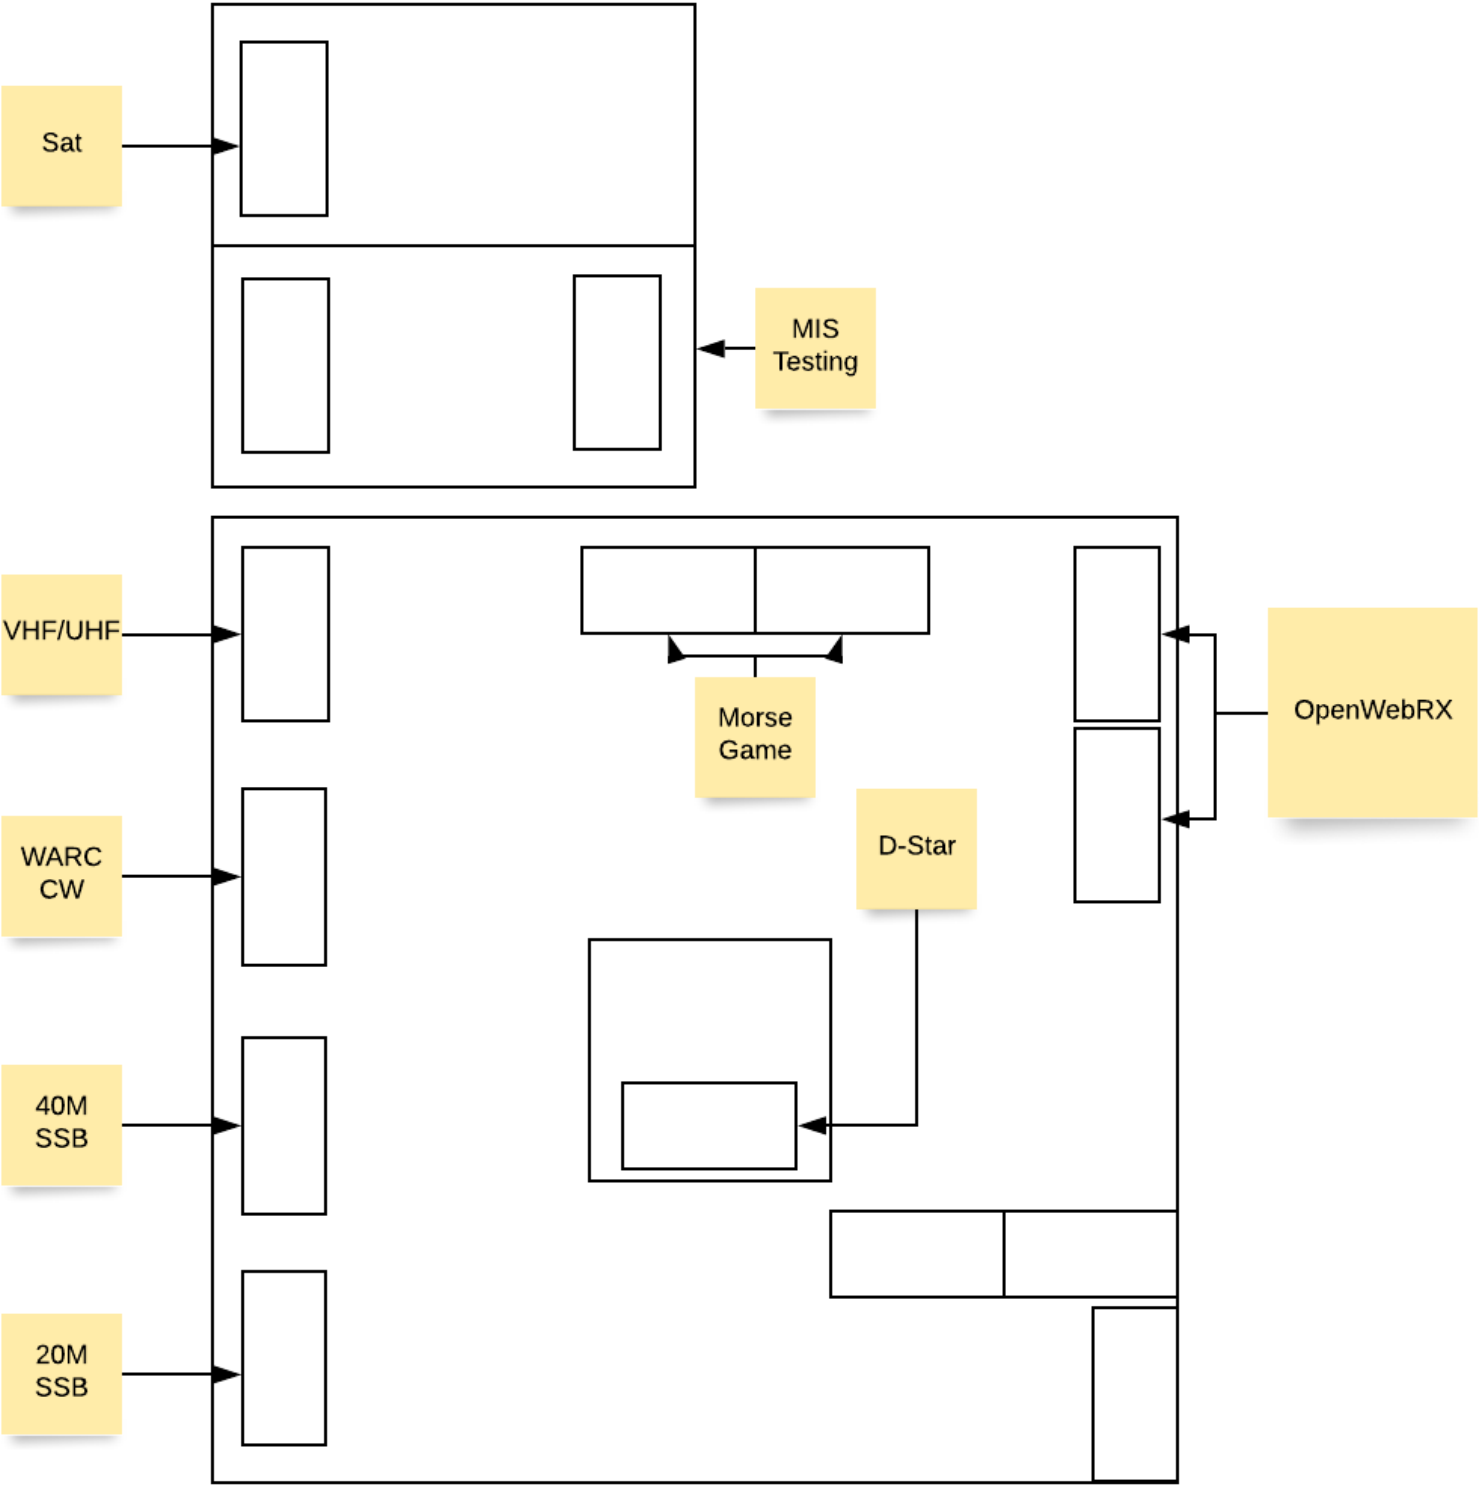 Sat
MIS
Testing
VHF/UHF
Morse
Game
OpenWebRX
WARC
CW
D-Star
40M
SSB
20M
SSB